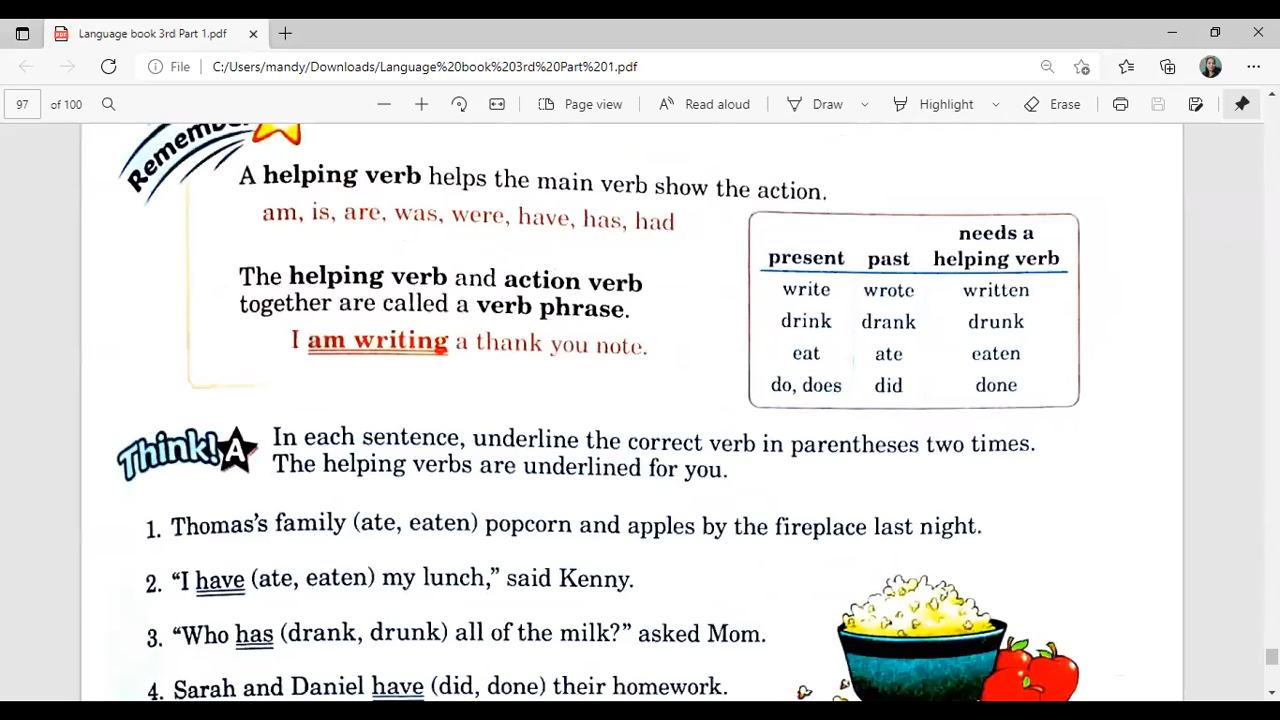 Language book 3rd Part 1.pdf
File C:/Users/mandy/Downloads/Language%20book%203rd%20Part%201.pdf
97 of 100 Page view Read aloud Draw Highlight Erase
Remember
A helping verb helps the main verb show the action.
am, is, are, was, were, have, has, had
The helping verb and action verb
together are called a verb phrase.
I am writing a thank you note.
needs a
present past helping verb
write wrote written
drink drank drunk
eat ate eaten
do, does did done
Think! A
In each sentence, underline the correct verb in parentheses two times.
The helping verbs are underlined for you.
1. Thomas's family (ate, eaten) popcorn and apples by the fireplace last night.
2. “I have (ate, eaten) my lunch,” said Kenny.
3. “Who has (drank, drunk) all of the milk?” asked Mom.
4. Sarah and Daniel have (did, done) their homework.